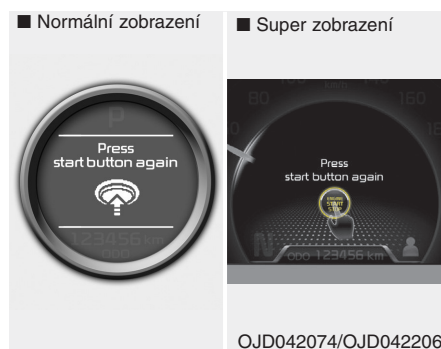 ■ Normální zobrazení
P
Press
start button again
123456 km
ODO
■ Super zobrazení
km/h
80
160
Press
start button again
ENGINE
START
STOP
N
ODO 123456 km
OJD042074/OJD042206